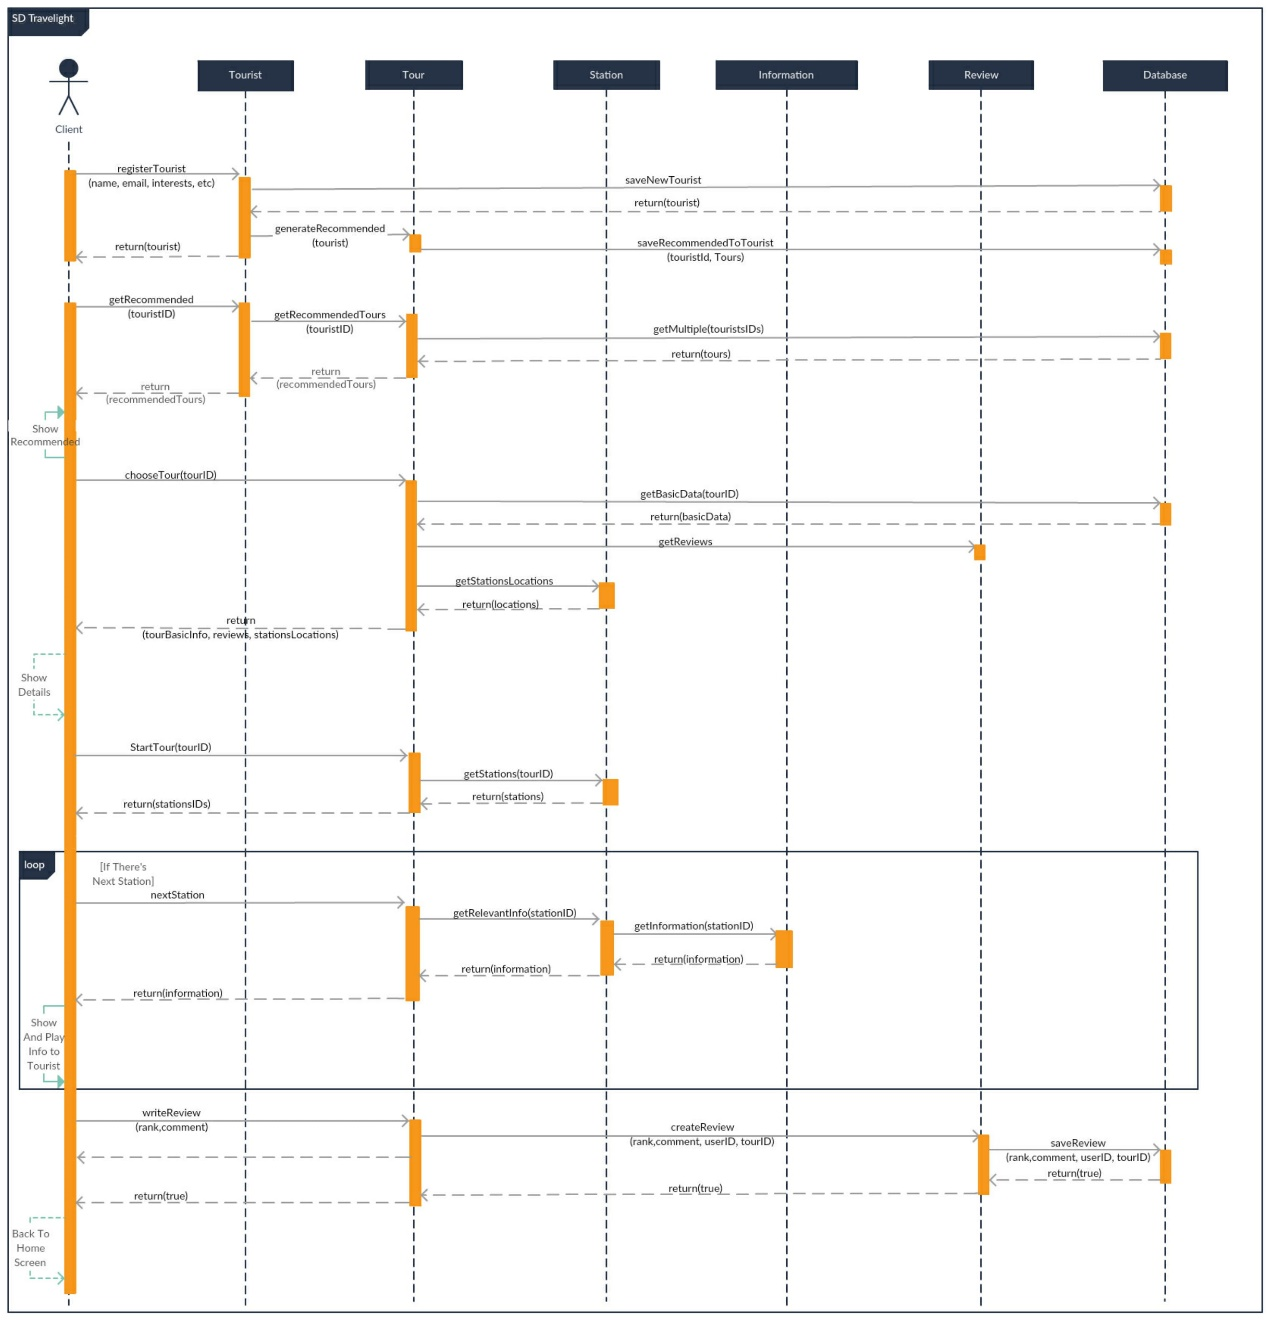 SD Travelight
Client
Tourist
Tour
Station
Information
Review
Database
registerTourist
(name, email, interests, etc)
saveNewTourist
return(tourist)
generateRecommended
(tourist)
saveRecommendedToTourist
(touristId, Tours)
return(tourist)
getRecommended
(touristID)
getRecommendedTours
(touristID)
getMultiple(touristsIDs)
return(tours)
return
(recommendedTours)
return
(recommendedTours)
Show
Recommended
chooseTour(tourID)
getBasicData(tourID)
return(basicData)
getReviews
getStationsLocations
return(locations)
return
(tourBasicInfo, reviews, stationsLocations)
Show
Details
StartTour(tourID)
getStations(tourID)
return(stations)
return(stationsIDs)
loop
[If There's
Next Station]
nextStation
getRelevantInfo(stationID)
getInformation(stationID)
return(information)
return(information)
return(information)
Show
And Play
Info to
Tourist
writeReview
(rank,comment)
createReview
(rank,comment, userID, tourID)
saveReview
(rank,comment, userID, tourID)
return(true)
return(true)
return(true)
Back To
Home
Screen